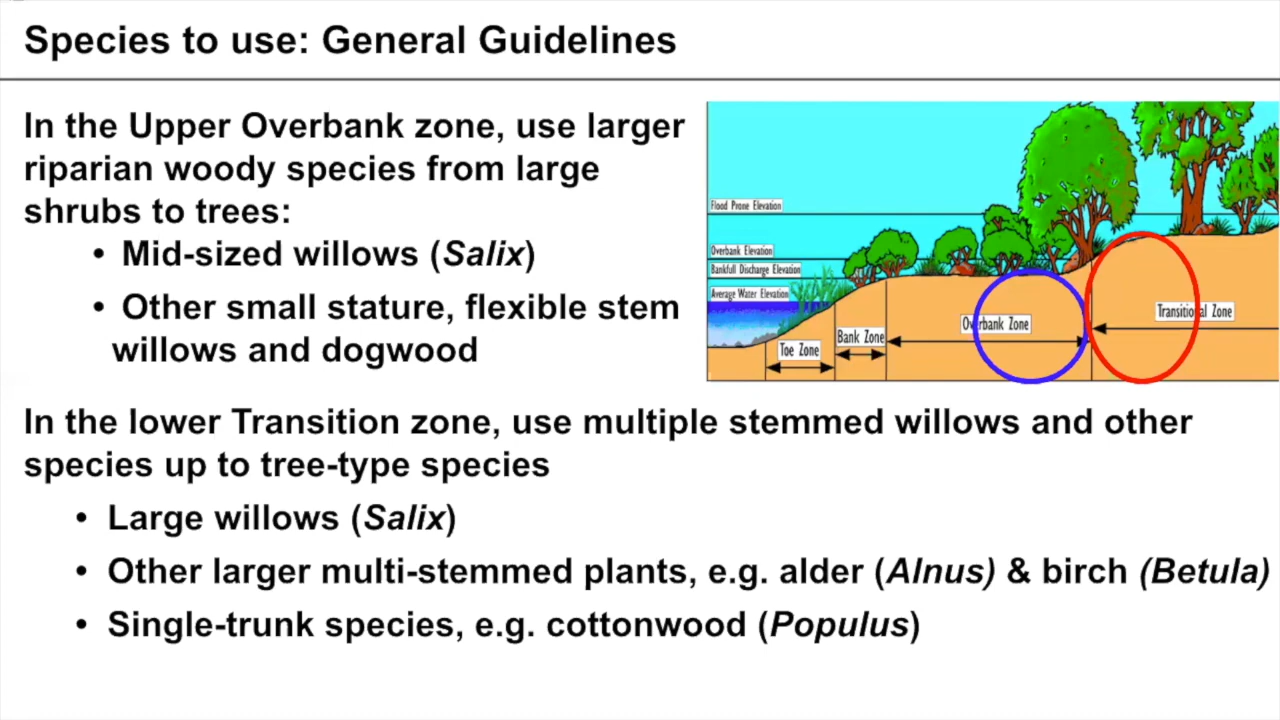 Species to use: General Guidelines
In the Upper Overbank zone, use larger
riparian woody species from large
shrubs to trees:
• Mid-sized willows (Salix)
• Other small stature, flexible stem
willows and dogwood
Flood Prone Elevation
Overbank Elevation
Bankfull Discharge Elevation
Average Water Elevation
Toe Zone
Bank Zone
Overbank Zone
Transitional Zone
In the lower Transition zone, use multiple stemmed willows and other
species up to tree-type species
• Large willows (Salix)
• Other larger multi-stemmed plants, e.g. alder (Alnus) & birch (Betula)
• Single-trunk species, e.g. cottonwood (Populus)